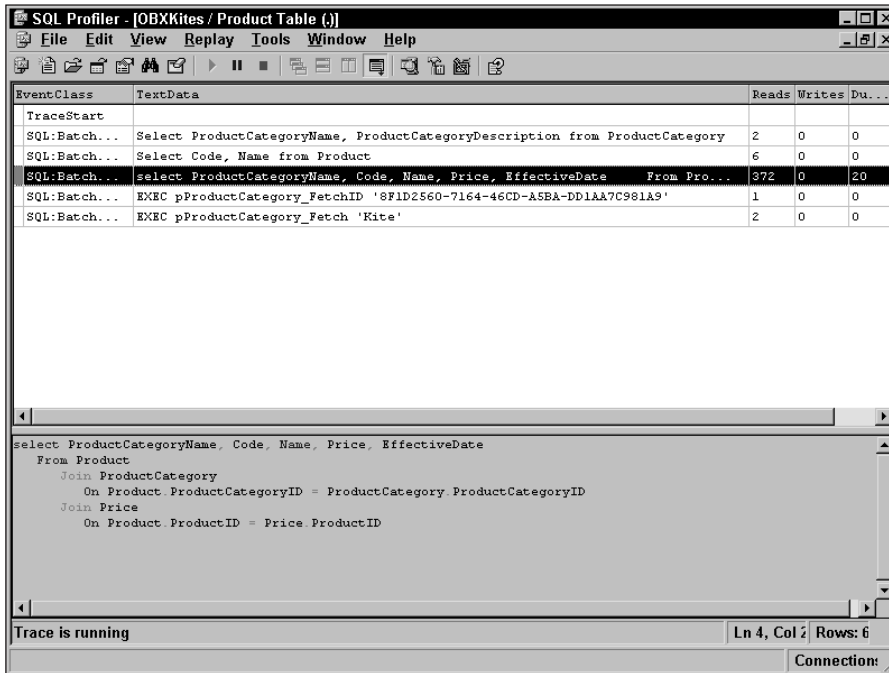 SQL Profiler - [OBXKites / Product Table (.)]
File Edit View Replay Tools Window Help
EventClass TextData Reads Writes Du...
TraceStart
SQL:Batch... Select ProductCategoryName, ProductCategoryDescription from ProductCategory 2 0 0
SQL:Batch... Select Code, Name from Product 6 0 0
SQL:Batch... select ProductCategoryName, Code, Name, Price, EffectiveDate From Pro... 372 0 20
SQL:Batch... EXEC pProductCategory_FetchID '8F1D2560-7164-46CD-A5BA-DD1AA7C981A9' 1 0 0
SQL:Batch... EXEC pProductCategory_Fetch 'Kite' 2 0 0
select ProductCategoryName, Code, Name, Price, EffectiveDate
From Product
Join ProductCategory
On Product.ProductCategoryID = ProductCategory.ProductCategoryID
Join Price
On Product.ProductID = Price.ProductID
Trace is running Ln 4, Col 2 Rows: 6
Connections